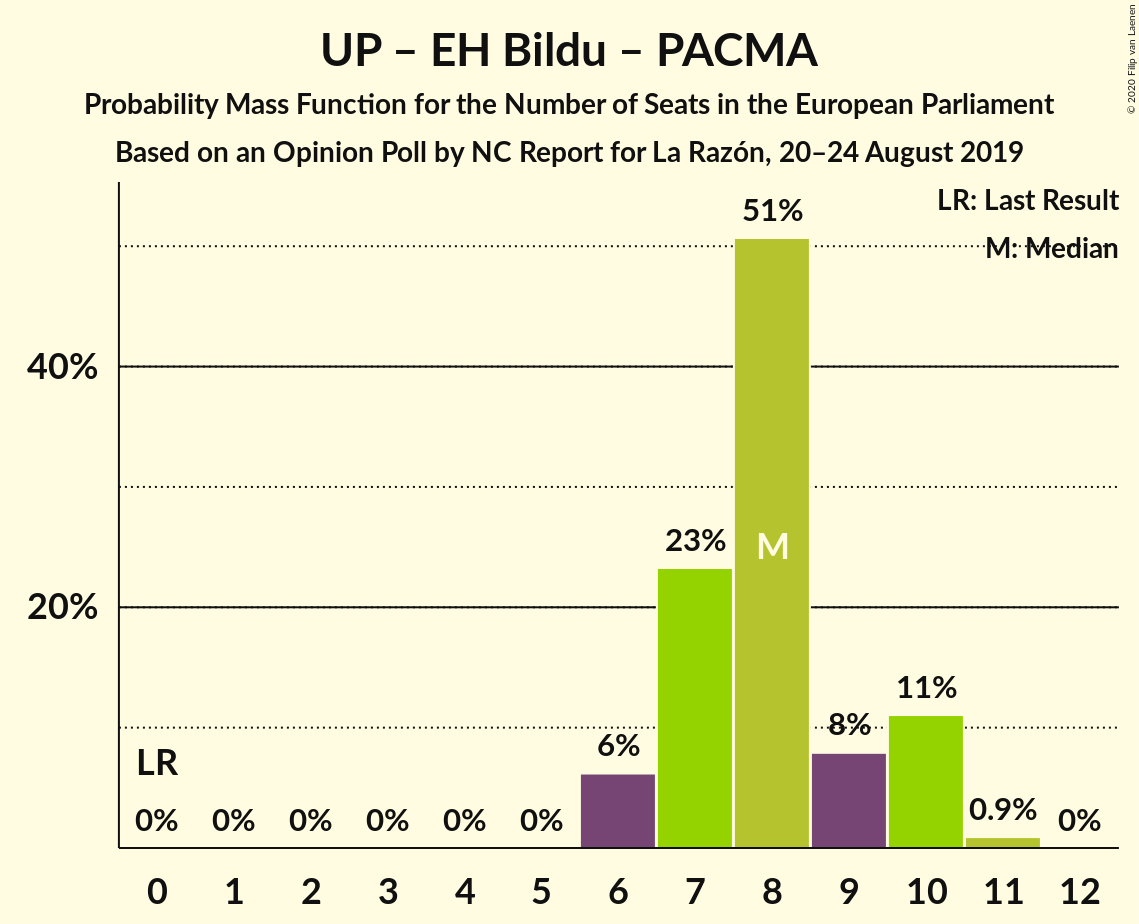 UP – EH Bildu – PACMA
Probability Mass Function for the Number of Seats in the European Parliament
Based on an Opinion Poll by NC Report for La Razón, 20–24 August 2019
© 2020 Filip van Laenen
LR: Last Result
M: Median
51%
40%
23%
M
20%
11%
8%
6%
LR
0% 0% 0% 0% 0% 0% 0.9% 0%
0 1 2 3 4 5 6 7 8 9 10 11 12